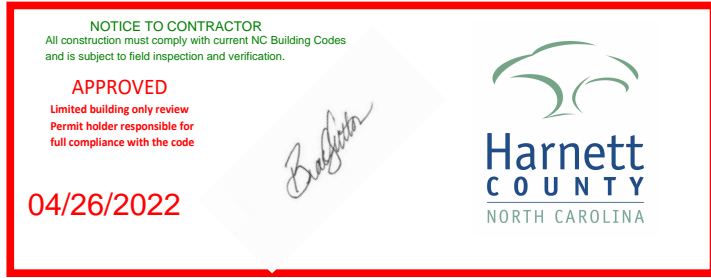 NOTICE TO CONTRACTOR
All construction must comply with current NC Building Codes
and is subject to field inspection and verification.
APPROVED
Limited building only review
Permit holder responsible for
full compliance with the code
04/26/2022
Brad Sutton
Harnett
COUNTY
NORTH CAROLINA